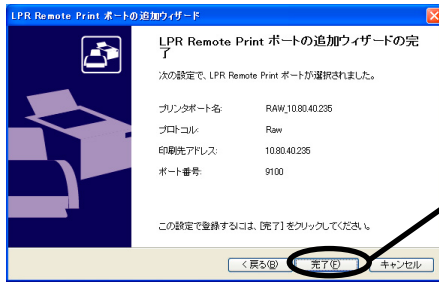 LPR Remote Print ポートの追加ウィザード
LPR Remote Print ポートの追加ウィザードの完
了
次の設定で、LPR Remote Print ポートが選択されました。
プリンタポート名: RAW_10.80.40.235
プロトコル: Raw
印刷先アドレス: 10.80.40.235
ポート番号: 9100
この設定で登録するには、[完了] をクリックしてください。
< 戻る(B) 完了(F) キャンセル